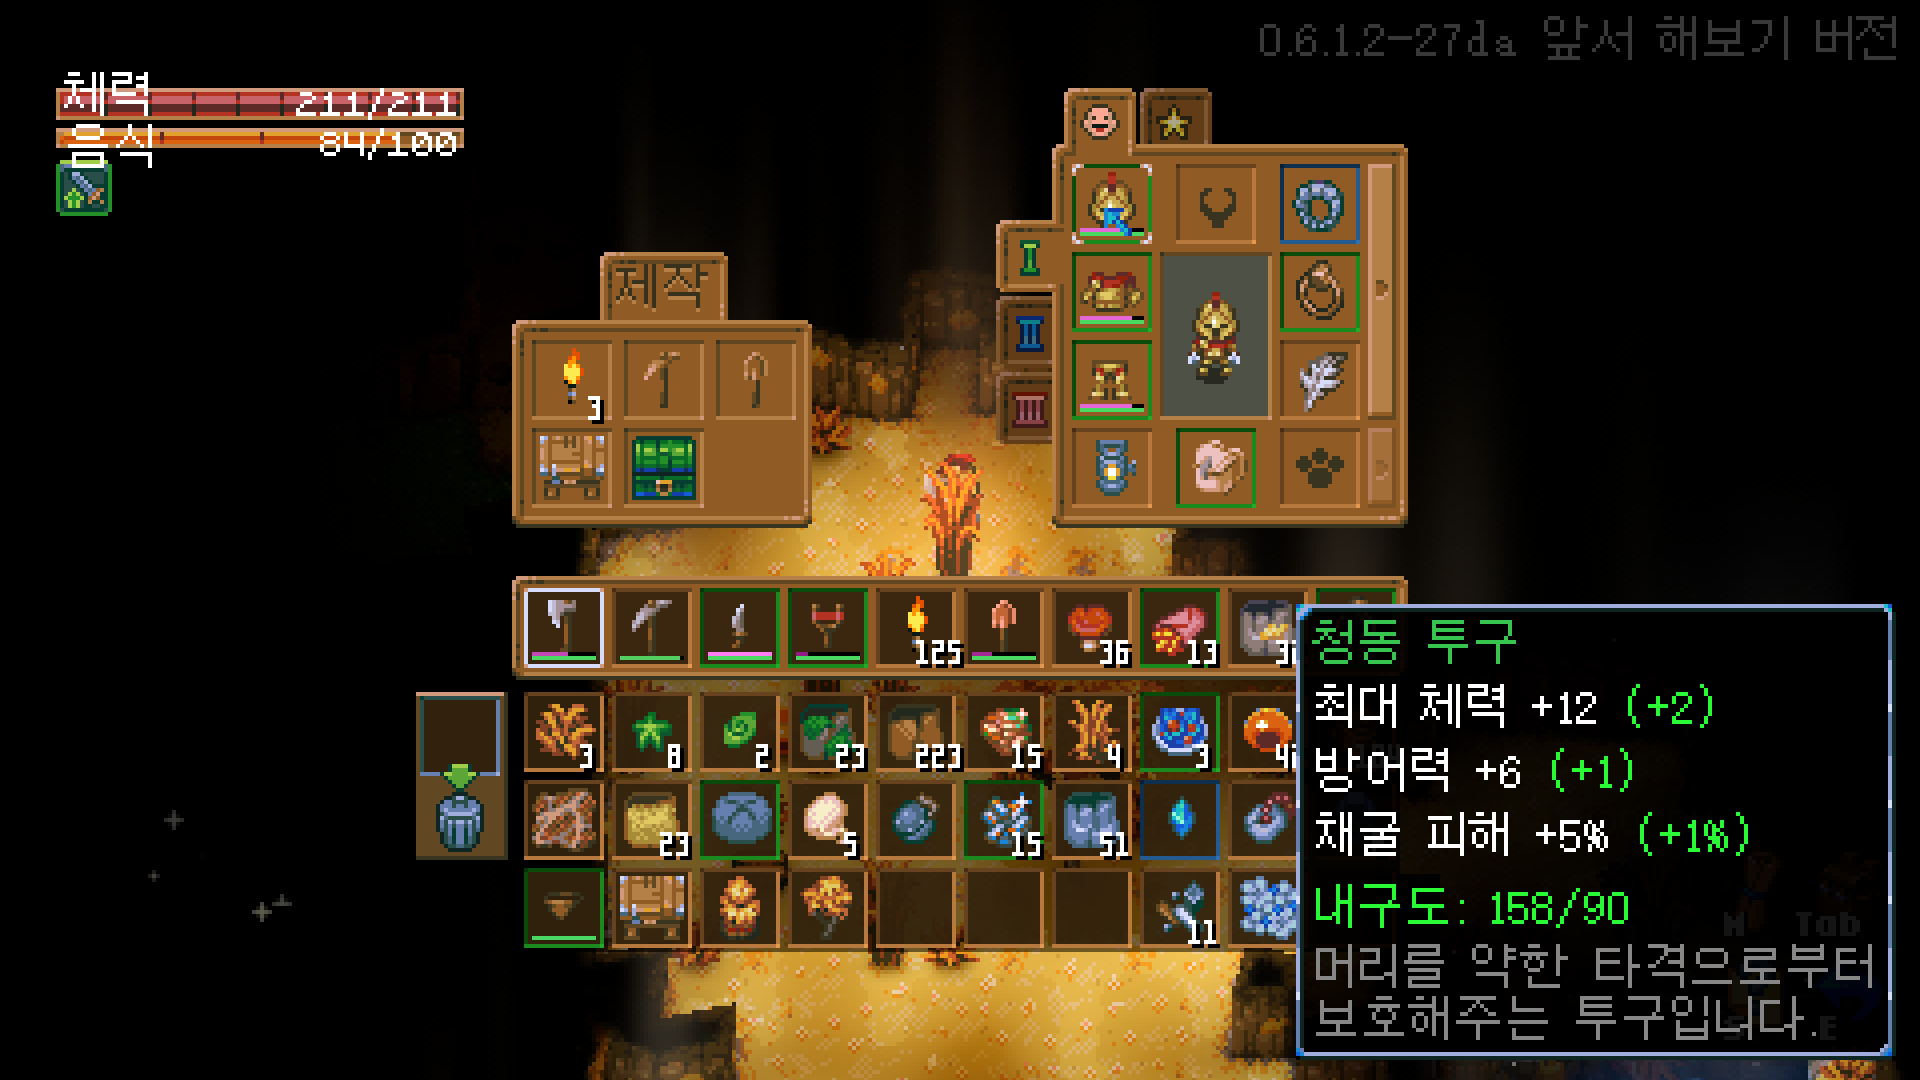 0.6.1.2-27da 앞서 해보기 버전
체력 211/211
음식 84/100
제작
3
I
II
III
125 36 13
3 8 2 23 223 15 4 3
23 5 15 51
11
청동 투구
최대 체력 +12 (+2)
방어력 +6 (+1)
채굴 피해 +5% (+1%)
내구도: 158/90
머리를 약한 타격으로부터
보호해주는 투구입니다.
Tab
E